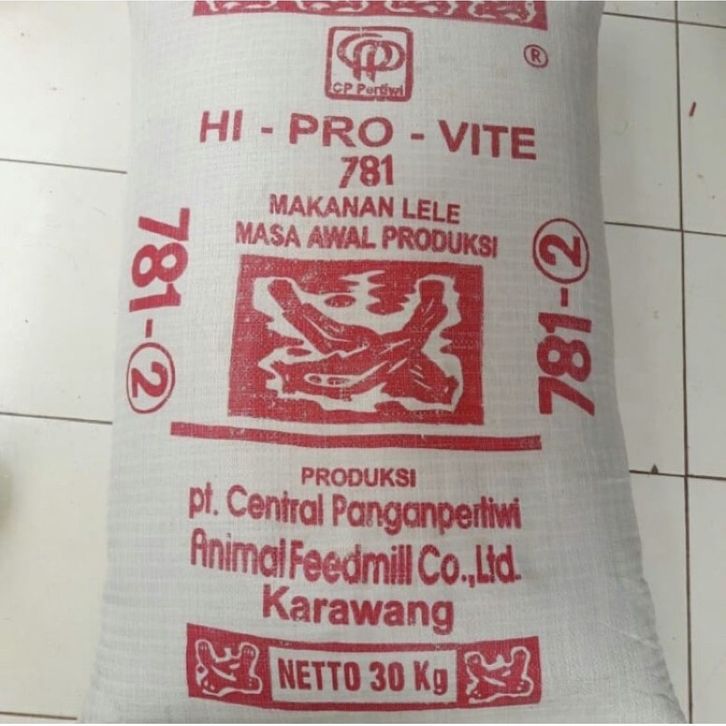 CP Pertiwi
®
HI - PRO - VITE
781
MAKANAN LELE
MASA AWAL PRODUKSI
781-2
781-2
PRODUKSI
pt. Central Panganpertiwi
Animal Feedmill Co.,Ltd.
Karawang
NETTO 30 Kg